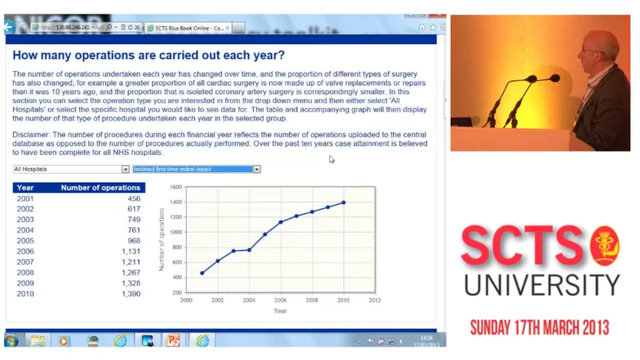 SCTS Blue Book Online - C...
How many operations are carried out each year?
The number of operations undertaken each year has changed over time, and the proportion of different types of surgery
has also changed, for example a greater proportion of all cardiac surgery is now made up of valve replacements or repairs
than it was 10 years ago, and the proportion that is isolated coronary artery surgery is correspondingly smaller. In
this section you can select the operation type you are interested in from the drop down menu and then either select 'All
Hospitals' or select the specific hospital you would like to see data for. The table and accompanying graph will then display
the number of that type of procedure undertaken each year in the selected group.
Disclaimer: The number of procedures during each financial year reflects the number of operations uploaded to the central
database as opposed to the number of procedures actually performed. Over the past ten years case attainment is believed
to have been complete for all NHS hospitals.
All Hospitals
Isolated first-time mitral repair
Year Number of operations
2001 456
2002 617
2003 749
2004 761
2005 968
2006 1,131
2007 1,211
2008 1,267
2009 1,328
2010 1,390
Number of operations
1600
1400
1200
1000
800
600
400
200
2000 2002 2004 2006 2008 2010 2013
Year
SCTS
UNIVERSITY
SUNDAY 17TH MARCH 2013